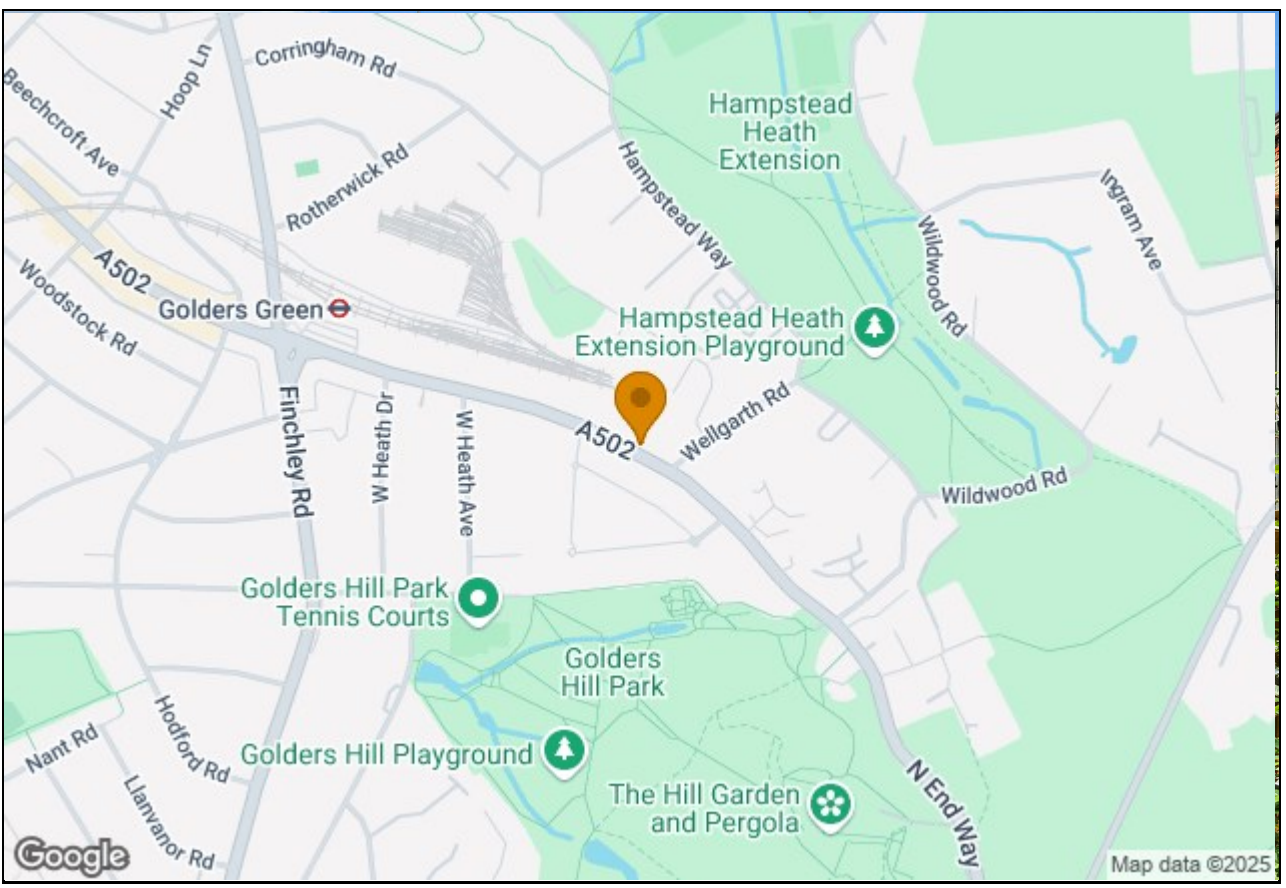 Corringham Rd
Hoop Ln
Beechcroft Ave
Hampstead
Heath
Extension
Hampstead Way
Rotherwick Rd
Ingram Ave
Wildwood Rd
A502
Woodstock Rd
Golders Green
Hampstead Heath
Extension Playground
Finchley Rd
W Heath Dr
W Heath Ave
A502
Wellgarth Rd
Wildwood Rd
Golders Hill Park
Tennis Courts
Golders
Hill Park
Hodford Rd
Nant Rd
Golders Hill Playground
Llanvanor Rd
The Hill Garden
and Pergola
N End Way
Google
Map data ©2025